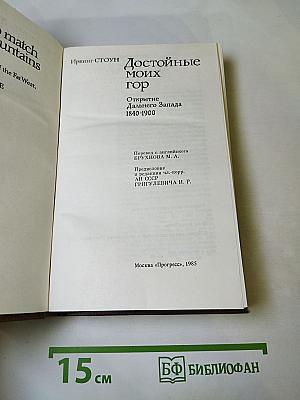 o match
untains
of the Far West,
Ирвинг СТОУН
Достойные
моих
гор
Открытие
Дальнего Запада
1840-1900
Перевод с английского
БРУХНОВА М. А.
Предисловие
и редакция чл.-корр.
АН СССР
ГРИГУЛЕВИЧА И. Р.
Москва «Прогресс», 1985
15 см
БФ БИБЛИОФАН